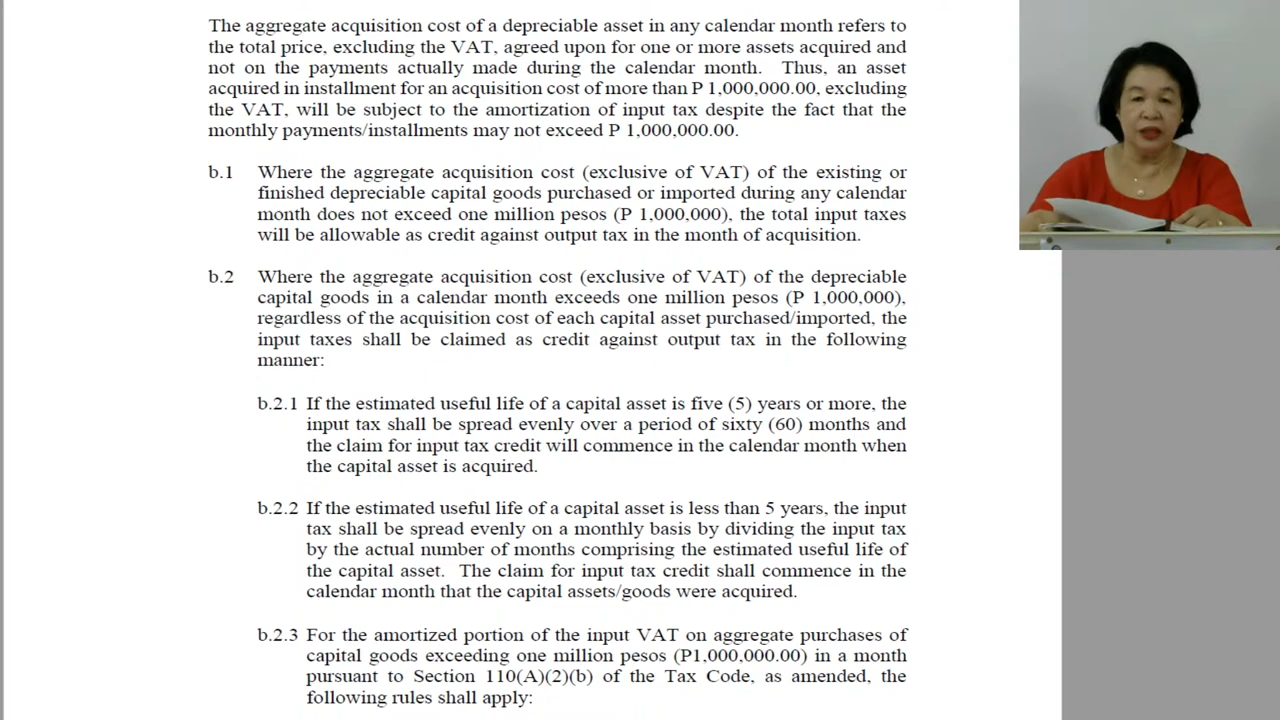 The aggregate acquisition cost of a depreciable asset in any calendar month refers to
the total price, excluding the VAT, agreed upon for one or more assets acquired and
not on the payments actually made during the calendar month. Thus, an asset
acquired in installment for an acquisition cost of more than P 1,000,000.00, excluding
the VAT, will be subject to the amortization of input tax despite the fact that the
monthly payments/installments may not exceed P 1,000,000.00.
b.1 Where the aggregate acquisition cost (exclusive of VAT) of the existing or
finished depreciable capital goods purchased or imported during any calendar
month does not exceed one million pesos (P 1,000,000), the total input taxes
will be allowable as credit against output tax in the month of acquisition.
b.2 Where the aggregate acquisition cost (exclusive of VAT) of the depreciable
capital goods in a calendar month exceeds one million pesos (P 1,000,000),
regardless of the acquisition cost of each capital asset purchased/imported, the
input taxes shall be claimed as credit against output tax in the following
manner:
b.2.1 If the estimated useful life of a capital asset is five (5) years or more, the
input tax shall be spread evenly over a period of sixty (60) months and
the claim for input tax credit will commence in the calendar month when
the capital asset is acquired.
b.2.2 If the estimated useful life of a capital asset is less than 5 years, the input
tax shall be spread evenly on a monthly basis by dividing the input tax
by the actual number of months comprising the estimated useful life of
the capital asset. The claim for input tax credit shall commence in the
calendar month that the capital assets/goods were acquired.
b.2.3 For the amortized portion of the input VAT on aggregate purchases of
capital goods exceeding one million pesos (P1,000,000.00) in a month
pursuant to Section 110(A)(2)(b) of the Tax Code, as amended, the
following rules shall apply: